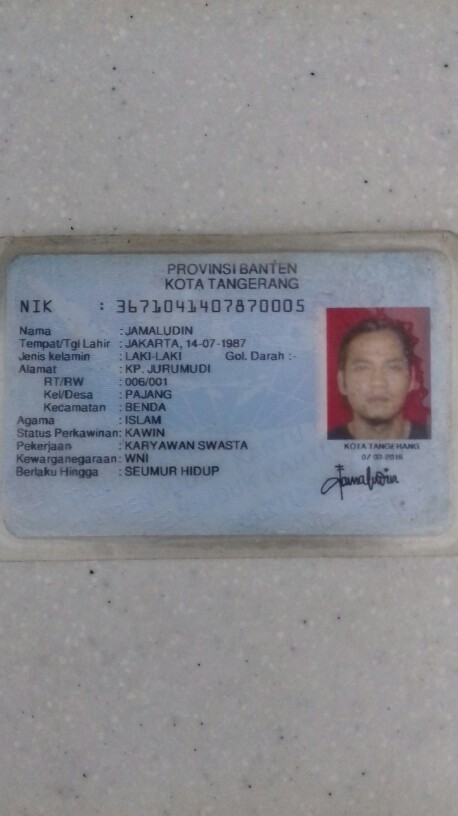 PROVINSI BANTEN
KOTA TANGERANG
NIK : 3671041407870005
Nama : JAMALUDIN
Tempat/Tgl Lahir : JAKARTA, 14-07-1987
Jenis kelamin : LAKI-LAKI Gol. Darah :-
Alamat : KP. JURUMUDI
RT/RW : 006/001
Kel/Desa : PAJANG
Kecamatan : BENDA
Agama : ISLAM
Status Perkawinan: KAWIN
Pekerjaan : KARYAWAN SWASTA
Kewarganegaraan: WNI
Berlaku Hingga : SEUMUR HIDUP
KOTA TANGERANG
07-03-2016
Jamaludin